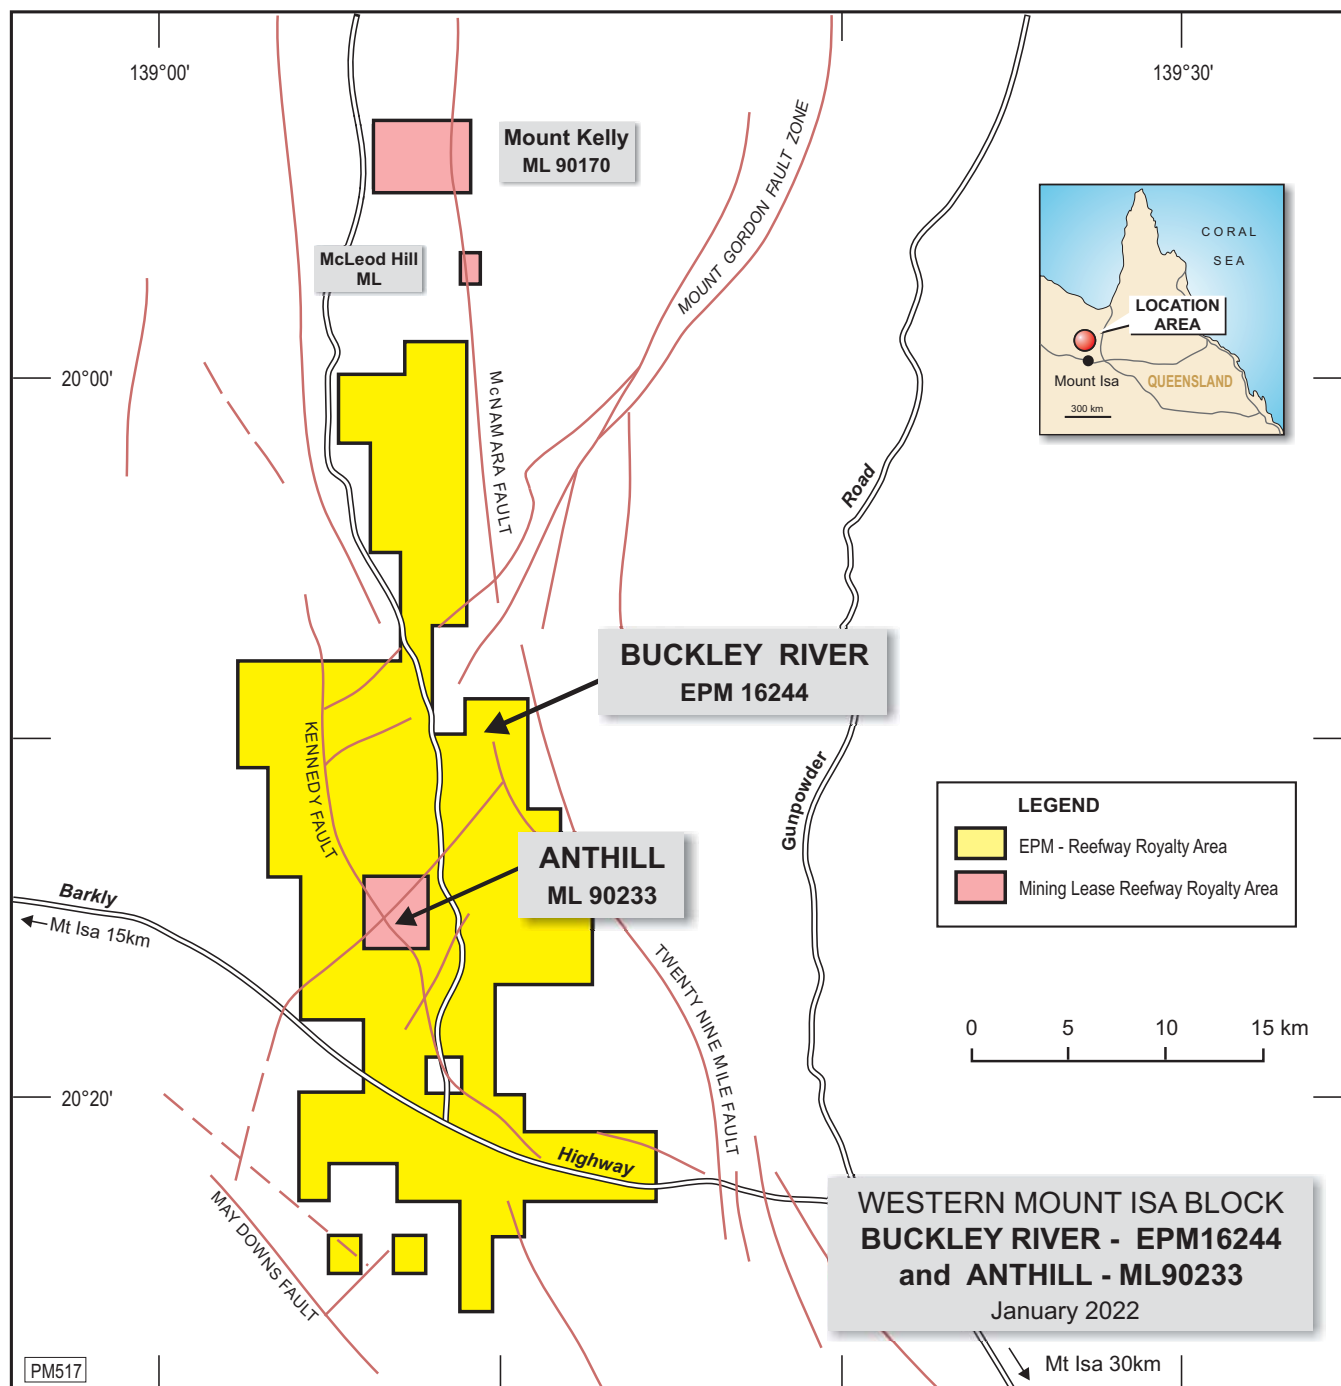 139°00'
139°30'
Mount Kelly
ML 90170
MOUNT GORDON FAULT ZONE
McLeod Hill
ML
CORAL
SEA
LOCATION
AREA
Mount Isa
QUEENSLAND
300 km
20°00'
McNAMARA FAULT
Road
BUCKLEY RIVER
EPM 16244
KENNEDY FAULT
Gunpowder
LEGEND
EPM - Reefway Royalty Area
Mining Lease Reefway Royalty Area
ANTHILL
ML 90233
Barkly
Mt Isa 15km
TWENTY NINE MILE FAULT
0 5 10 15 km
20°20'
Highway
MAY DOWNS FAULT
WESTERN MOUNT ISA BLOCK
BUCKLEY RIVER - EPM16244
and ANTHILL - ML90233
January 2022
Mt Isa 30km
PM517